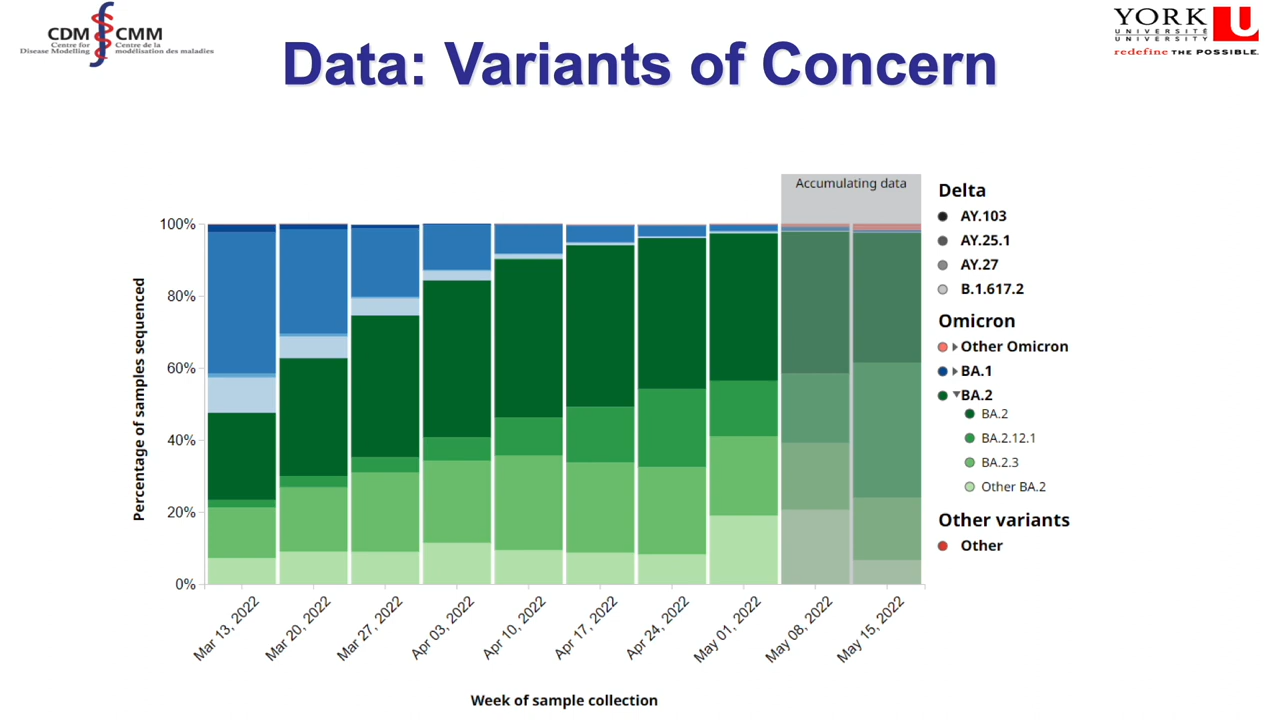 CDM CMM
Centre for Centre de la
Disease Modelling modélisation des maladies
YORK U
UNIVERSITÉ
UNIVERSITY
redefine THE POSSIBLE.
Data: Variants of Concern
Accumulating data
Percentage of samples sequenced
100%
80%
60%
40%
20%
0%
Mar 13, 2022
Mar 20, 2022
Mar 27, 2022
Apr 03, 2022
Apr 10, 2022
Apr 17, 2022
Apr 24, 2022
May 01, 2022
May 08, 2022
May 15, 2022
Week of sample collection
Delta
AY.103
AY.25.1
AY.27
B.1.617.2
Omicron
Other Omicron
BA.1
BA.2
BA.2
BA.2.12.1
BA.2.3
Other BA.2
Other variants
Other